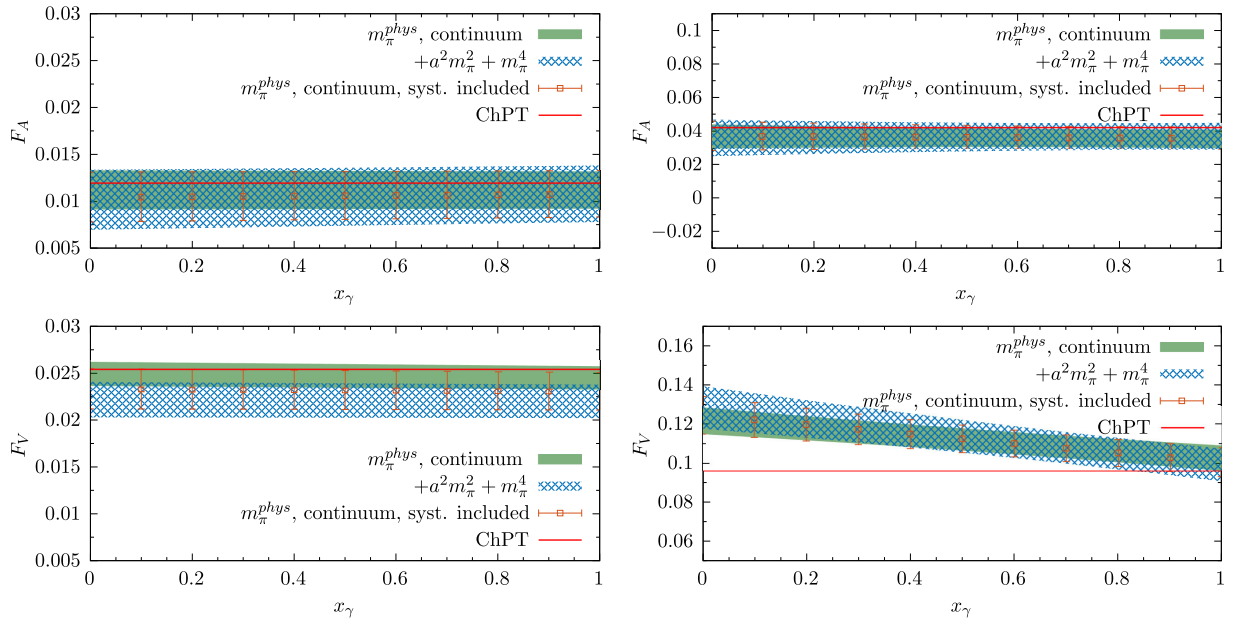 0.03
0.025
0.02
0.015
0.01
0.005
F_A
m_π^{phys}, continuum
+a²m_π² + m_π⁴
m_π^{phys}, continuum, syst. included
ChPT
0 0.2 0.4 0.6 0.8 1
x_γ
0.1
0.08
0.06
0.04
0.02
0
−0.02
F_A
m_π^{phys}, continuum
+a²m_π² + m_π⁴
m_π^{phys}, continuum, syst. included
ChPT
0 0.2 0.4 0.6 0.8 1
x_γ
0.03
0.025
0.02
0.015
0.01
0.005
F_V
m_π^{phys}, continuum
+a²m_π² + m_π⁴
m_π^{phys}, continuum, syst. included
ChPT
0 0.2 0.4 0.6 0.8 1
x_γ
0.16
0.14
0.12
0.1
0.08
0.06
F_V
m_π^{phys}, continuum
+a²m_π² + m_π⁴
m_π^{phys}, continuum, syst. included
ChPT
0 0.2 0.4 0.6 0.8 1
x_γ